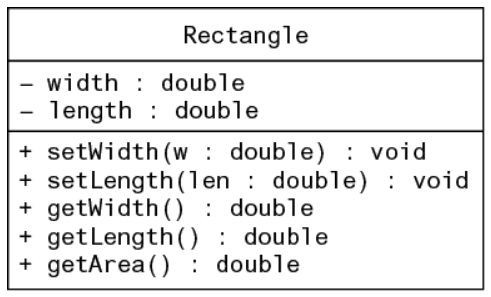 Rectangle
– width : double
– length : double
+ setWidth(w : double) : void
+ setLength(len : double) : void
+ getWidth() : double
+ getLength() : double
+ getArea() : double